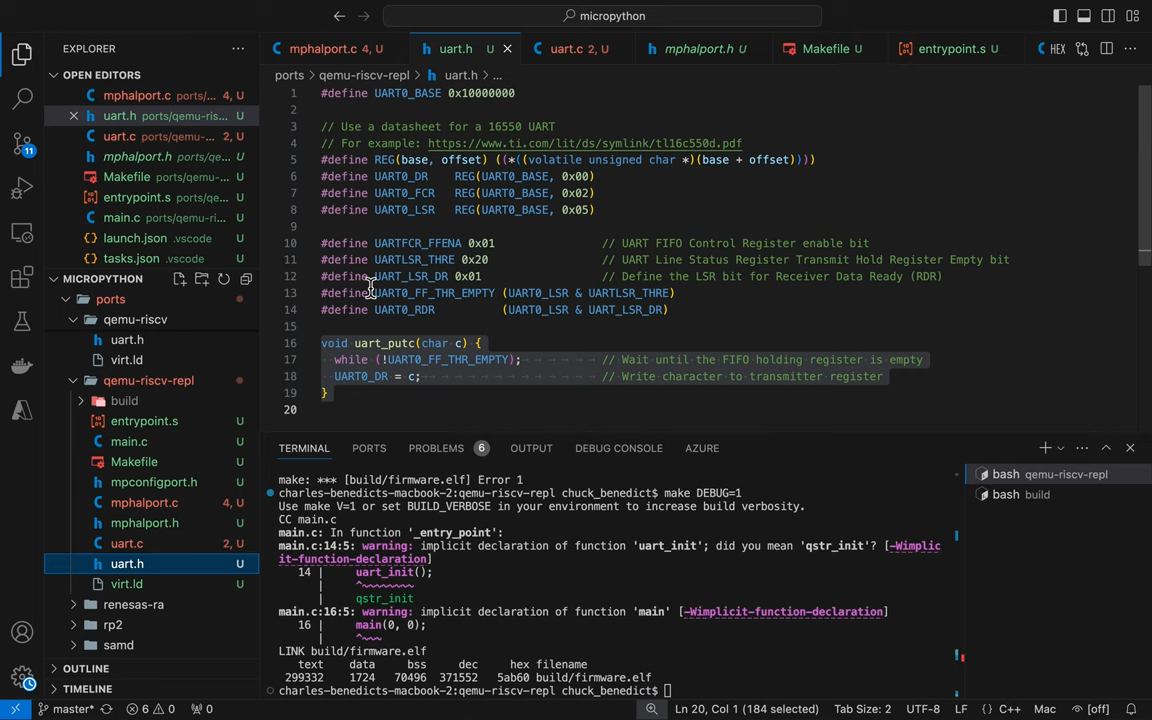 micropython
EXPLORER
OPEN EDITORS
mphalport.c ports/... 4, U
uart.h ports/qemu-ris... U
uart.c ports/qemu-... 2, U
mphalport.h ports/qe... U
Makefile ports/qemu-... U
entrypoint.s ports/qe... U
main.c ports/qemu-ri... U
launch.json .vscode U
tasks.json .vscode U
MICROPYTHON
ports
qemu-riscv
uart.h U
virt.ld U
qemu-riscv-repl
build
entrypoint.s U
main.c U
Makefile U
mpconfigport.h U
mphalport.c 4, U
mphalport.h U
uart.c 2, U
uart.h U
virt.ld U
renesas-ra
rp2
samd
OUTLINE
TIMELINE
11
mphalport.c 4, U
uart.h U
uart.c 2, U
mphalport.h U
Makefile U
entrypoint.s U
HEX
ports > qemu-riscv-repl > uart.h > ...
1 #define UART0_BASE 0x10000000
2
3 // Use a datasheet for a 16550 UART
4 // For example: https://www.ti.com/lit/ds/symlink/tl16c550d.pdf
5 #define REG(base, offset) ((*((volatile unsigned char *)(base + offset))))
6 #define UART0_DR REG(UART0_BASE, 0x00)
7 #define UART0_FCR REG(UART0_BASE, 0x02)
8 #define UART0_LSR REG(UART0_BASE, 0x05)
9
10 #define UARTFCR_FFENA 0x01 // UART FIFO Control Register enable bit
11 #define UARTLSR_THRE 0x20 // UART Line Status Register Transmit Hold Register Empty bit
12 #define UART_LSR_DR 0x01 // Define the LSR bit for Receiver Data Ready (RDR)
13 #define UART0_FF_THR_EMPTY (UART0_LSR & UARTLSR_THRE)
14 #define UART0_RDR (UART0_LSR & UART_LSR_DR)
15
16 void uart_putc(char c) {
17 while (!UART0_FF_THR_EMPTY); // Wait until the FIFO holding register is empty
18 UART0_DR = c; // Write character to transmitter register
19 }
20
TERMINAL PORTS PROBLEMS 6 OUTPUT DEBUG CONSOLE AZURE
make: *** [build/firmware.elf] Error 1
charles-benedicts-macbook-2:qemu-riscv-repl chuck_benedict$ make DEBUG=1
Use make V=1 or set BUILD_VERBOSE in your environment to increase build verbosity.
CC main.c
main.c: In function '_entry_point':
main.c:14:5: warning: implicit declaration of function 'uart_init'; did you mean 'qstr_init'? [-Wimplic
it-function-declaration]
14 | uart_init();
| ^~~~~~~~~
| qstr_init
main.c:16:5: warning: implicit declaration of function 'main' [-Wimplicit-function-declaration]
16 | main(0, 0);
| ^~~~
LINK build/firmware.elf
text data bss dec hex filename
299332 1724 70496 371552 5ab60 build/firmware.elf
charles-benedicts-macbook-2:qemu-riscv-repl chuck_benedict$
bash qemu-riscv-repl
bash build
master* 6 0 0 Ln 20, Col 1 (184 selected) Tab Size: 2 UTF-8 LF {} C++ Mac [off]